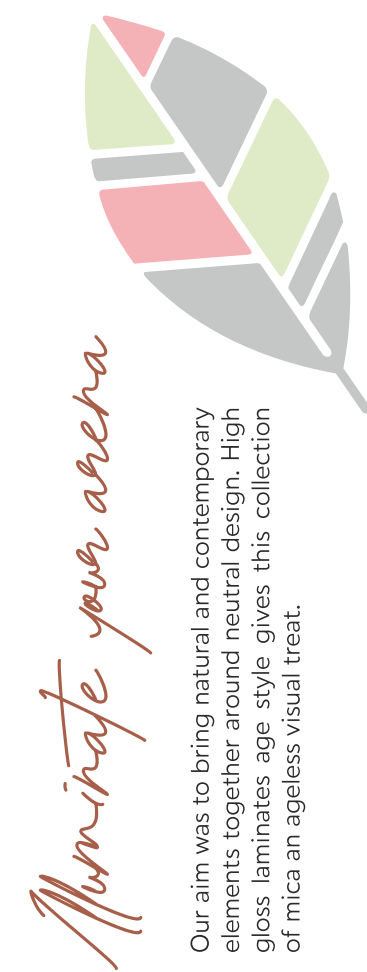 Illuminate your arena
Our aim was to bring natural and contemporary
elements together around neutral design. High
gloss laminates age style gives this collection
of mica an ageless visual treat.